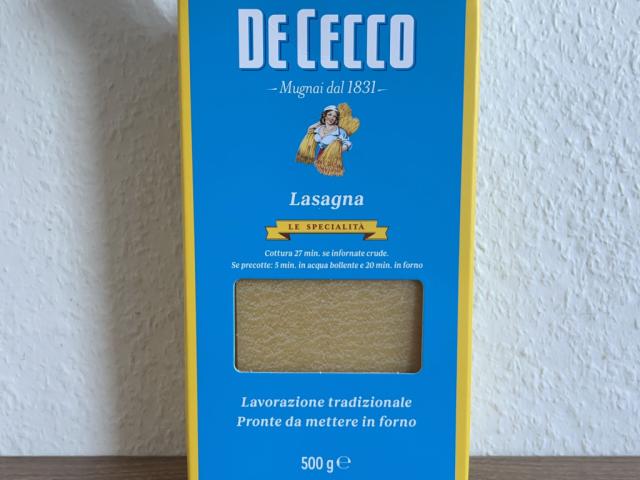 DE CECCO
Mugnai dal 1831
Lasagna
LE SPECIALITÀ
Cottura 27 min. se infornate crude.
Se precotte: 5 min. in acqua bollente e 20 min. in forno
Lavorazione tradizionale
Pronte da mettere in forno
500 g ℮